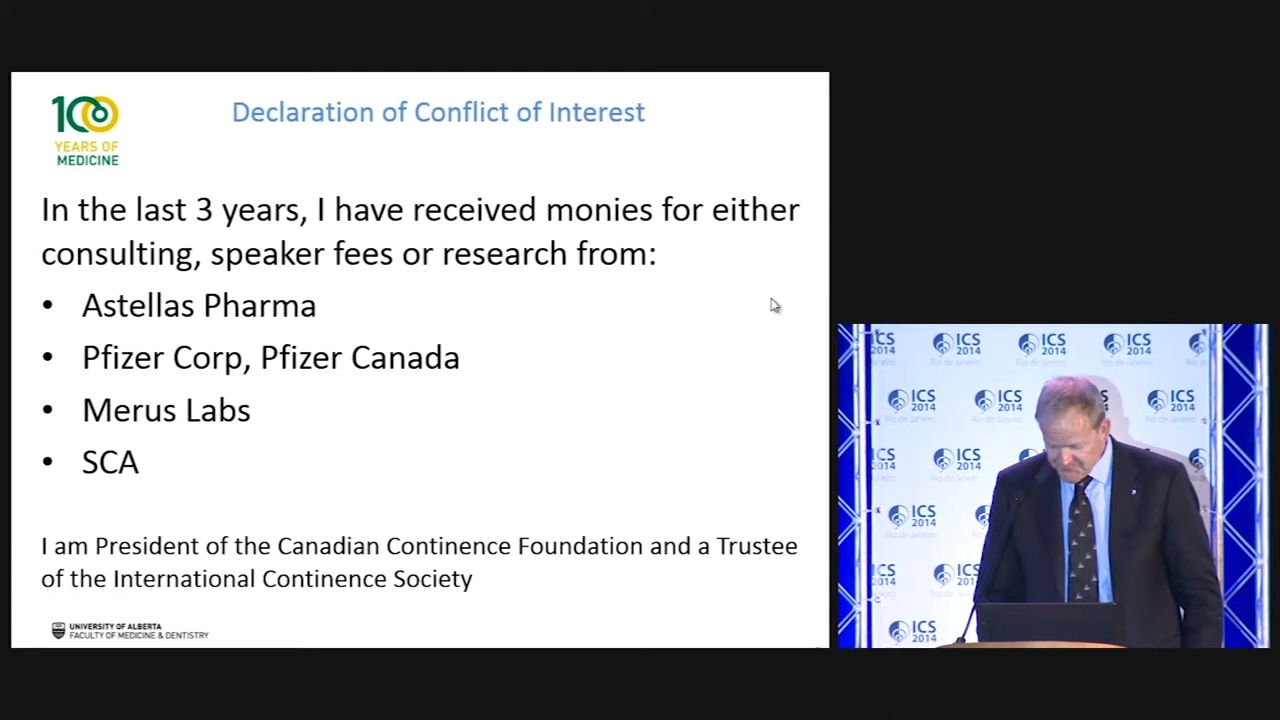 100
YEARS OF
MEDICINE
Declaration of Conflict of Interest
In the last 3 years, I have received monies for either
consulting, speaker fees or research from:
• Astellas Pharma
• Pfizer Corp, Pfizer Canada
• Merus Labs
• SCA
I am President of the Canadian Continence Foundation and a Trustee
of the International Continence Society
UNIVERSITY OF ALBERTA
FACULTY OF MEDICINE & DENTISTRY
ICS
2014
Rio de Janeiro